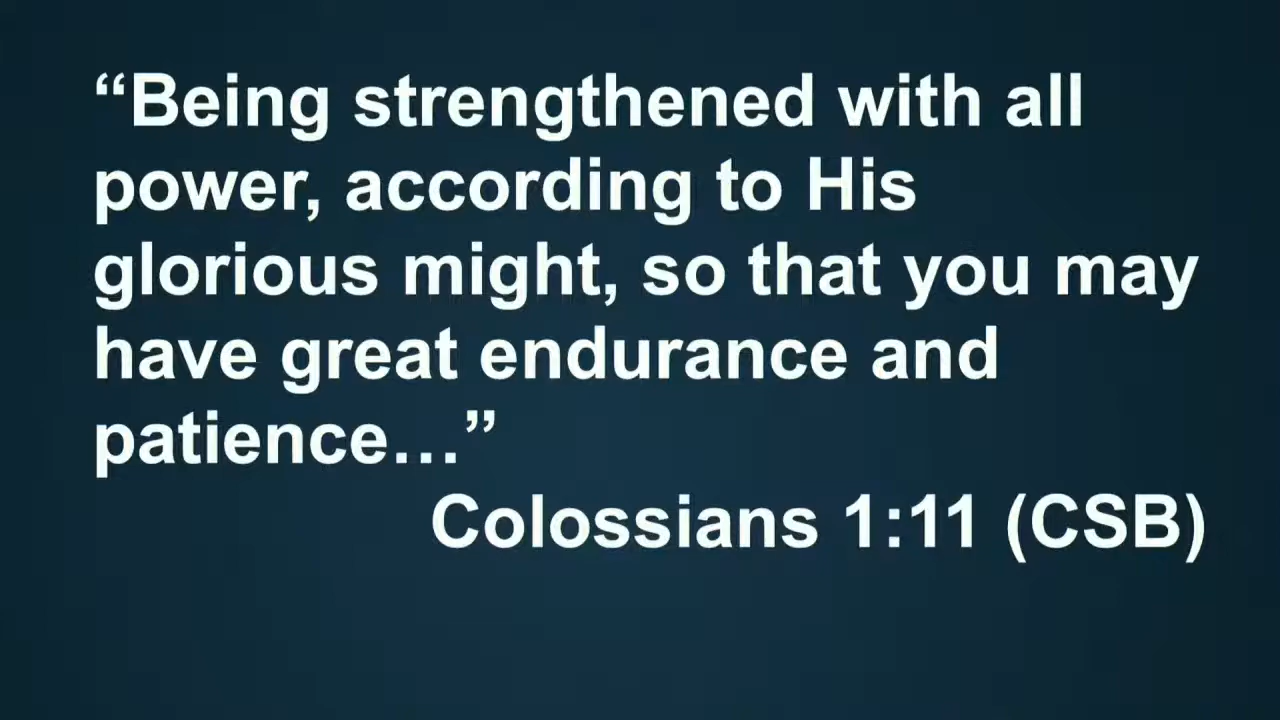 “Being strengthened with all
power, according to His
glorious might, so that you may
have great endurance and
patience…”
Colossians 1:11 (CSB)